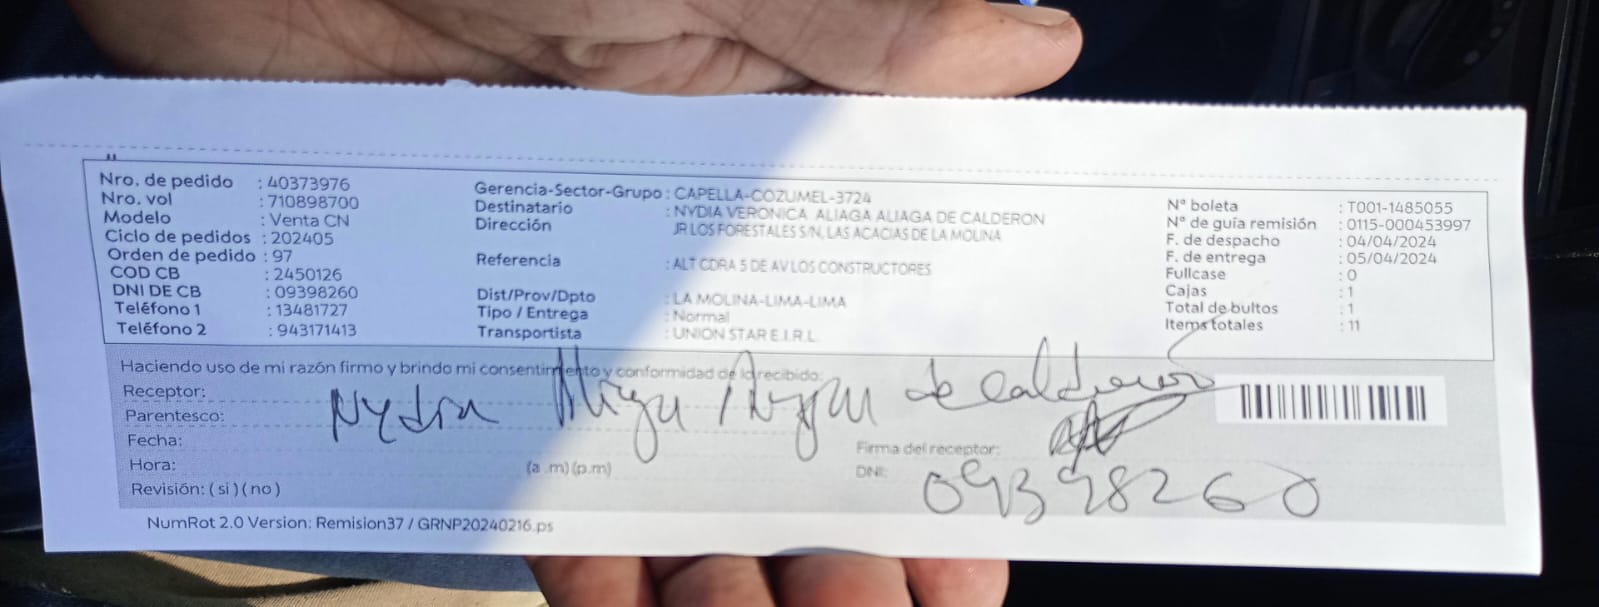 Nro. de pedido : 40373976
Nro. vol : 710898700
Modelo : Venta CN
Ciclo de pedidos : 202405
Orden de pedido : 97
COD CB : 2450126
DNI DE CB : 09398260
Teléfono 1 : 13481727
Teléfono 2 : 943171413
Gerencia-Sector-Grupo : CAPELLA-COZUMEL-3724
Destinatario : NYDIA VERONICA ALIAGA ALIAGA DE CALDERON
Dirección JR LOS FORESTALES S/N, LAS ACACIAS DE LA MOLINA
Referencia : ALT CDRA 5 DE AV LOS CONSTRUCTORES
Dist/Prov/Dpto : LA MOLINA-LIMA-LIMA
Tipo / Entrega : Normal
Transportista : UNION STAR E.I.R.L
Nº boleta : T001-1485055
Nº de guía remisión : 0115-000453997
F. de despacho : 04/04/2024
F. de entrega : 05/04/2024
Fullcase : 0
Cajas : 1
Total de bultos : 1
Items totales : 11
Haciendo uso de mi razón firmo y brindo mi consentimiento y conformidad de lo recibido:
Receptor: Nydia Aliaga Aliaga de Calderon
Parentesco:
Fecha:
Hora: (a .m) (p.m)
Revisión: ( si ) ( no )
Firma del receptor:
DNI: 09398260
NumRot 2.0 Version: Remision37 / GRNP20240216.ps